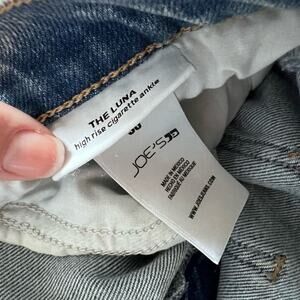 THE LUNA
high rise cigarette ankle
JOE'S
MADE IN MEXICO
HECHO EN MEXICO
FABRIQUÉ AU MEXIQUE
WWW.JOESJEANS.COM